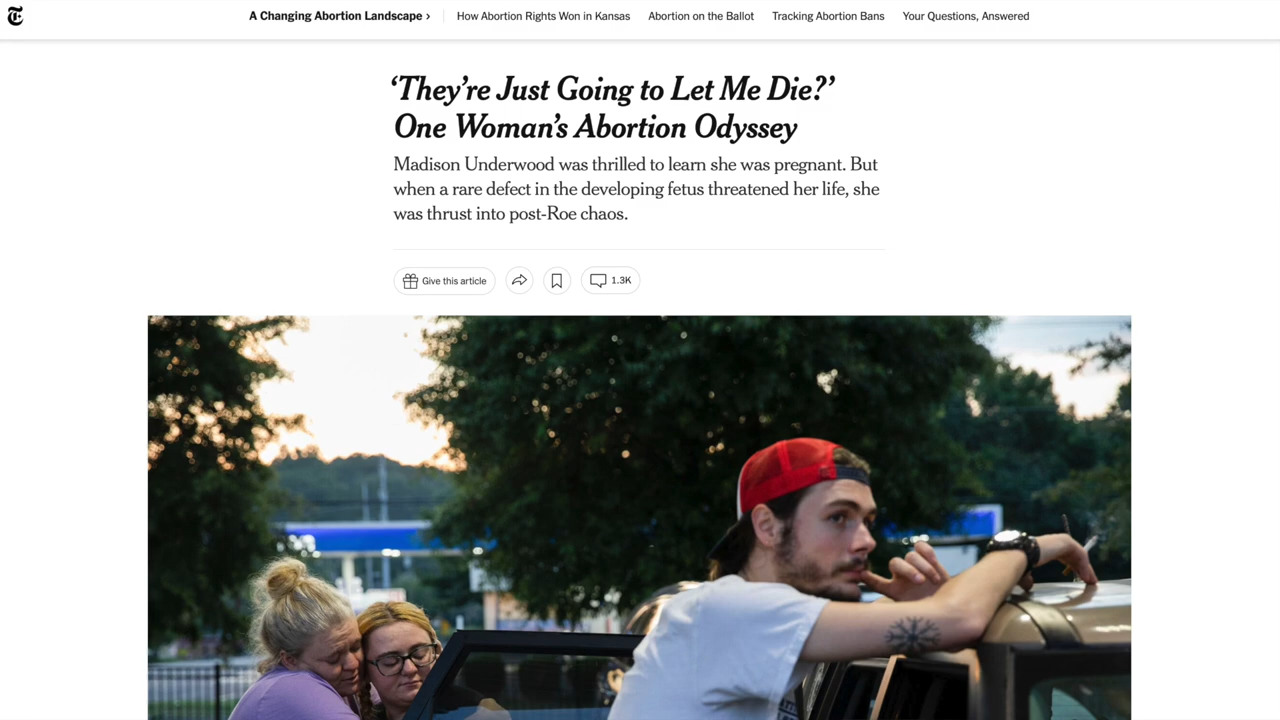 A Changing Abortion Landscape ›
How Abortion Rights Won in Kansas
Abortion on the Ballot
Tracking Abortion Bans
Your Questions, Answered
‘They’re Just Going to Let Me Die?’
One Woman’s Abortion Odyssey
Madison Underwood was thrilled to learn she was pregnant. But
when a rare defect in the developing fetus threatened her life, she
was thrust into post-Roe chaos.
Give this article
1.3K